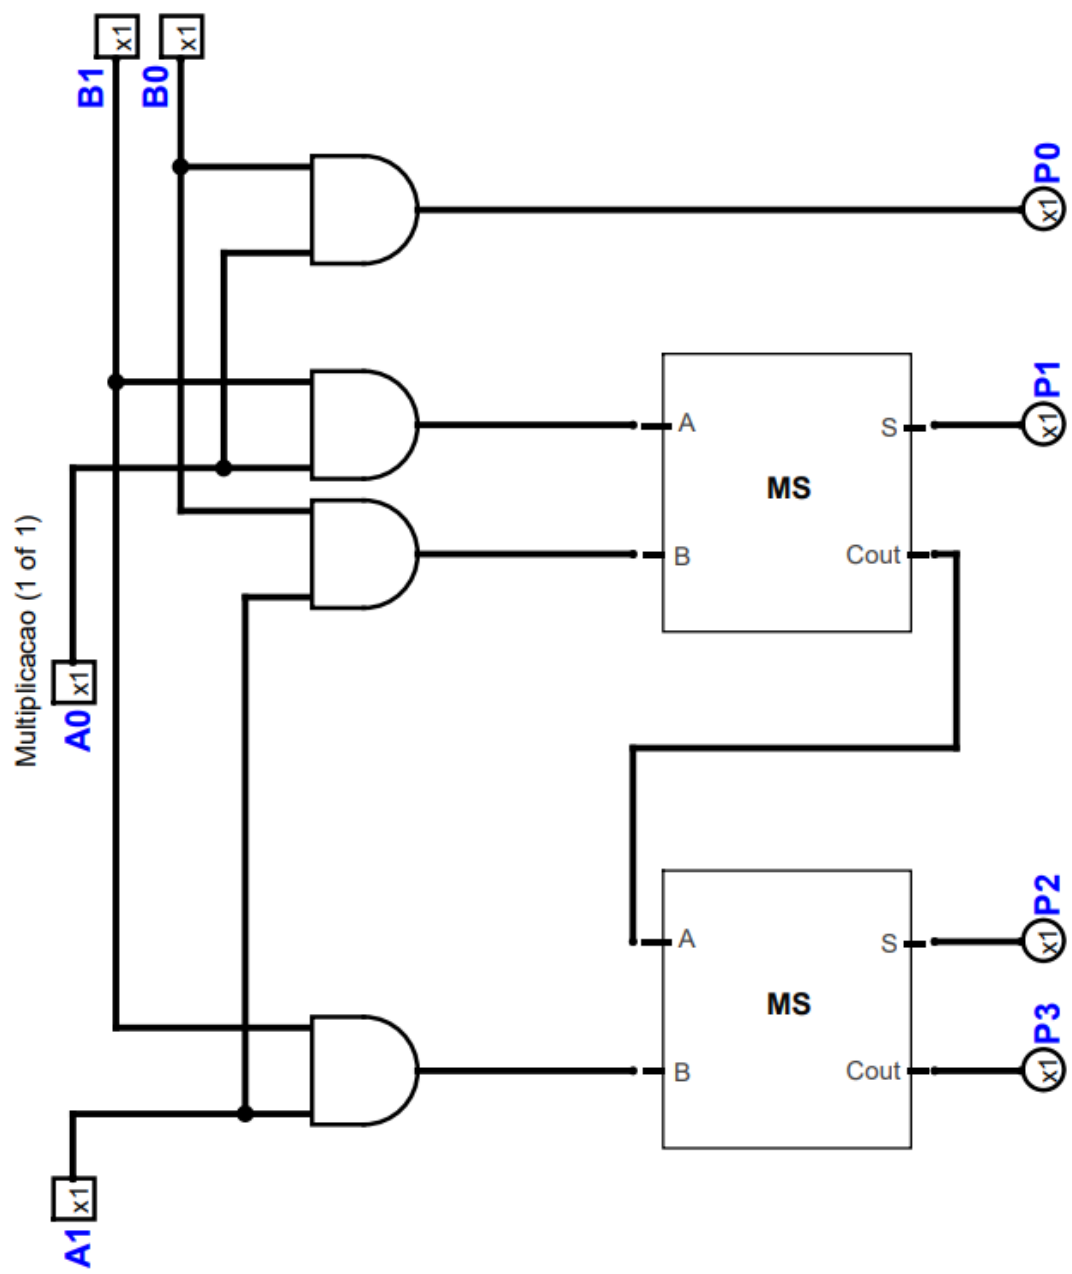 x1
x1
B1
B0
P0
x1
P1
x1
A
S
MS
B
Cout
Multiplicacao (1 of 1)
x1
A0
A
S
P2
x1
MS
B
Cout
P3
x1
x1
A1